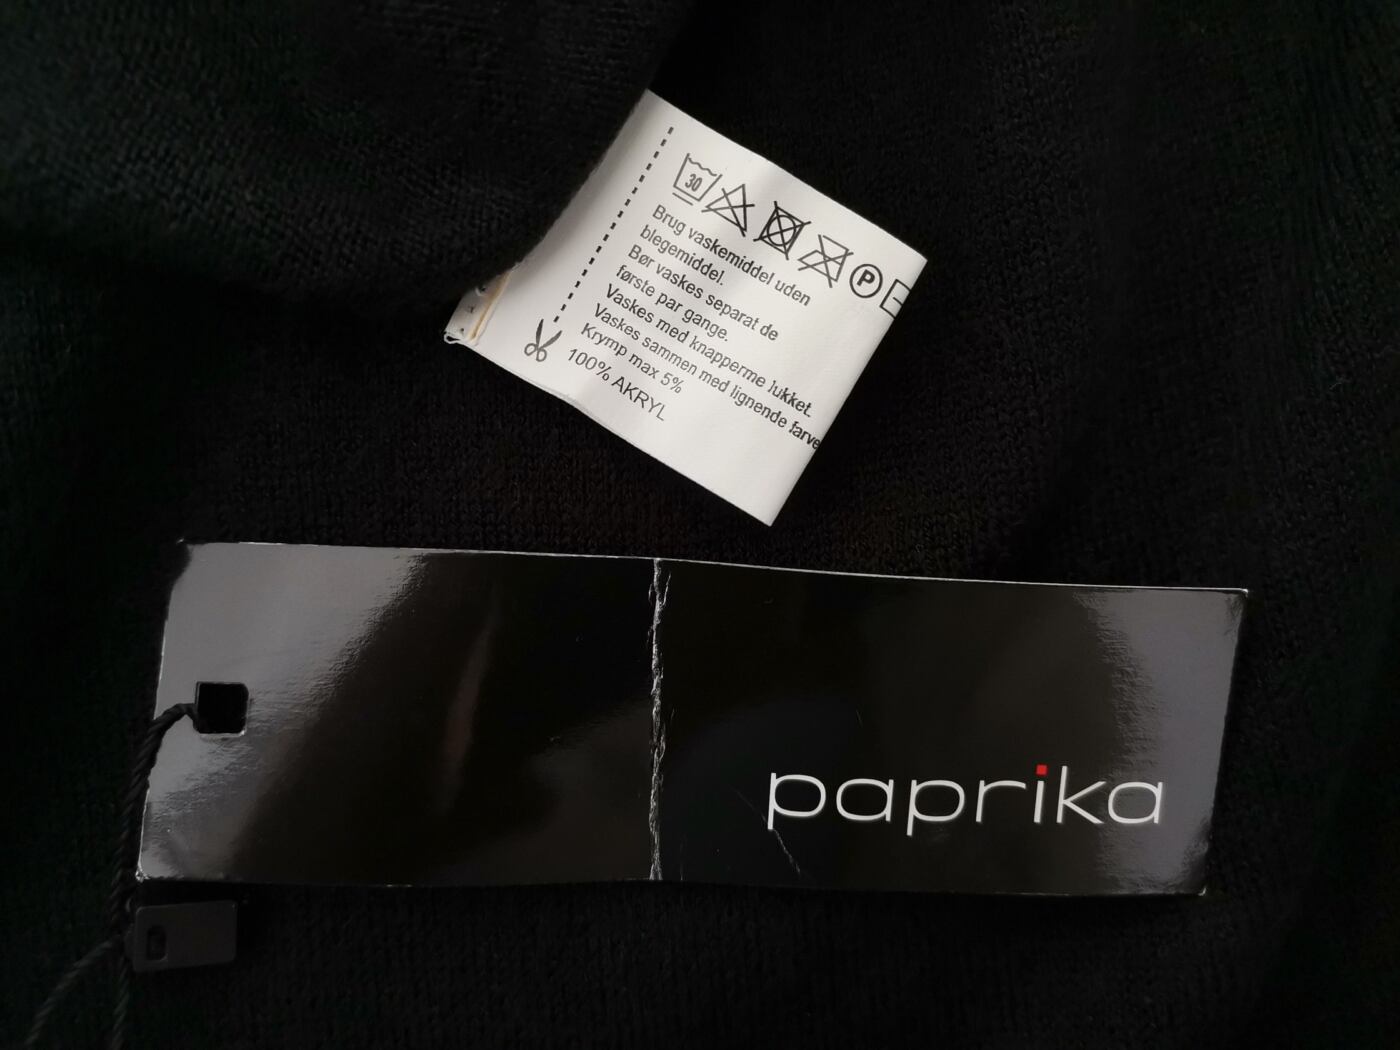 30
P
Brug vaskemiddel uden
blegemiddel.
Bør vaskes separat de
første par gange.
Vaskes med knapperme lukket.
Vaskes sammen med lignende farve
Krymp max 5%
100% AKRYL
paprika